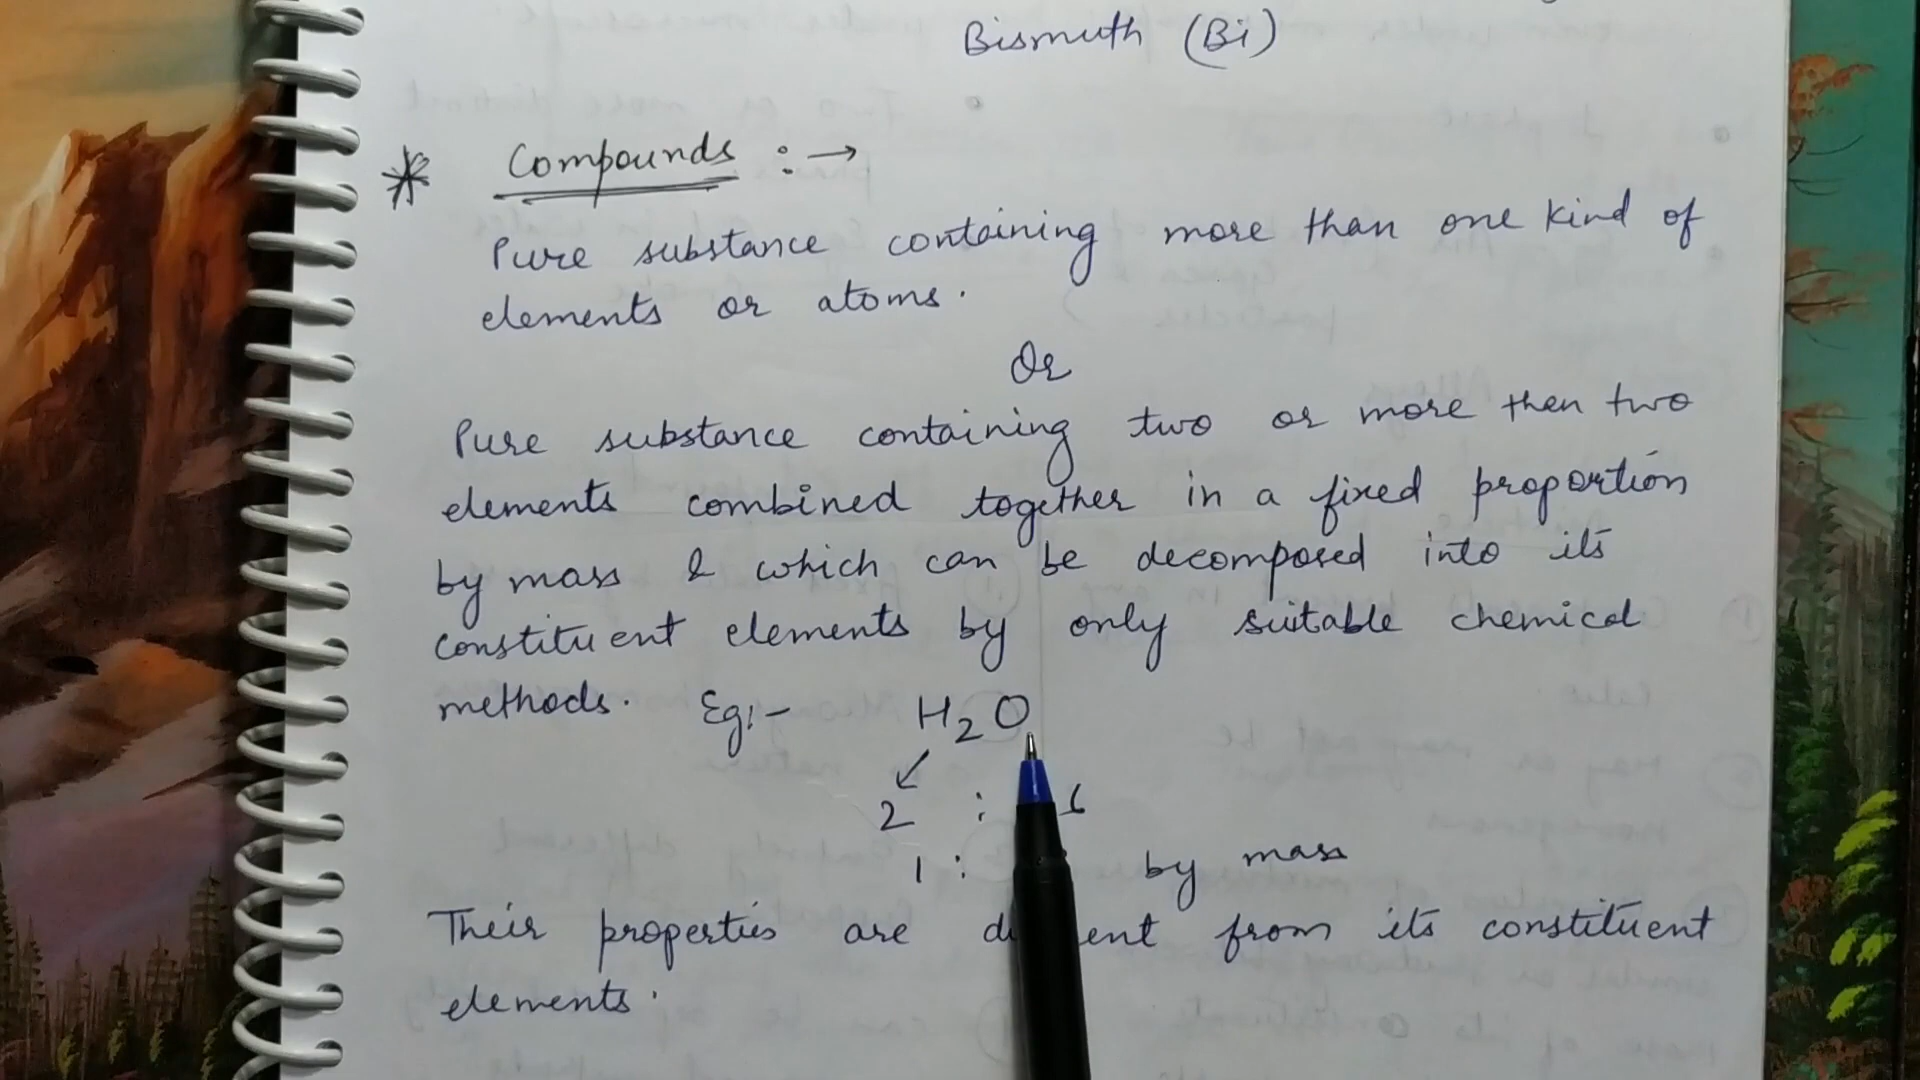 Bismuth (Bi)
* Compounds :→
Pure substance containing more than one kind of
elements or atoms.
Or
Pure substance containing two or more then two
elements combined together in a fixed proportion
by mass & which can be decomposed into its
constituent elements by only suitable chemical
methods. Eg:- H₂O
↙
2 :
1 : by mass
Their properties are from its constituent
elements.